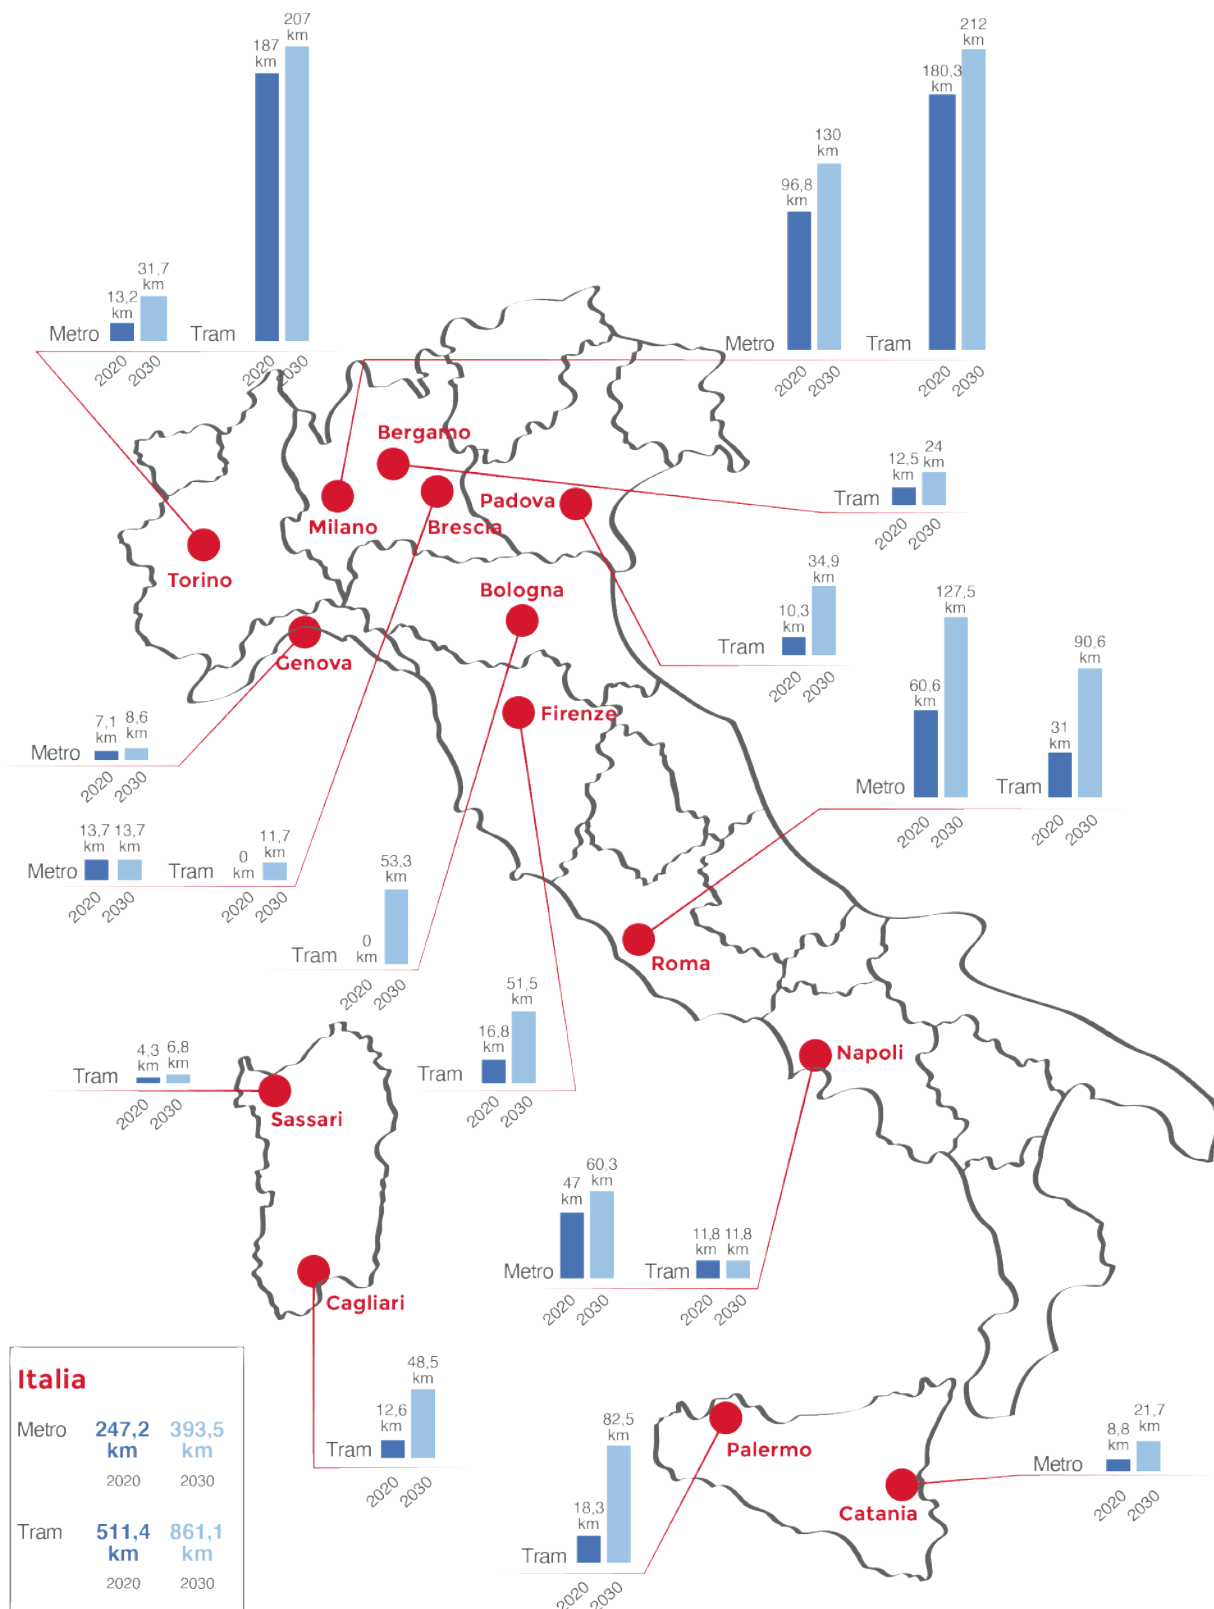 187
km
207
km
13,2
km
31,7
km
Metro
Tram
2020
2030
2020
2030
96,8
km
130
km
180,3
km
212
km
Metro
Tram
2020
2030
2020
2030
Bergamo
Milano
Brescia
Padova
Torino
Bologna
Genova
Firenze
12,5
km
24
km
Tram
2020
2030
10,3
km
34,9
km
Tram
2020
2030
60,6
km
127,5
km
31
km
90,6
km
Metro
Tram
2020
2030
2020
2030
7,1
km
8,6
km
Metro
2020
2030
13,7
km
13,7
km
0
km
11,7
km
Metro
Tram
2020
2030
2020
2030
0
km
53,3
km
Tram
2020
2030
Roma
16,8
km
51,5
km
Tram
2020
2030
4,3
km
6,8
km
Tram
2020
2030
Sassari
Napoli
47
km
60,3
km
11,8
km
11,8
km
Metro
Tram
2020
2030
2020
2030
Cagliari
12,6
km
48,5
km
Tram
2020
2030
18,3
km
82,5
km
Tram
2020
2030
Palermo
Catania
8,8
km
21,7
km
Metro
2020
2030
Italia
Metro
247,2
km
2020
393,5
km
2030
Tram
511,4
km
2020
861,1
km
2030